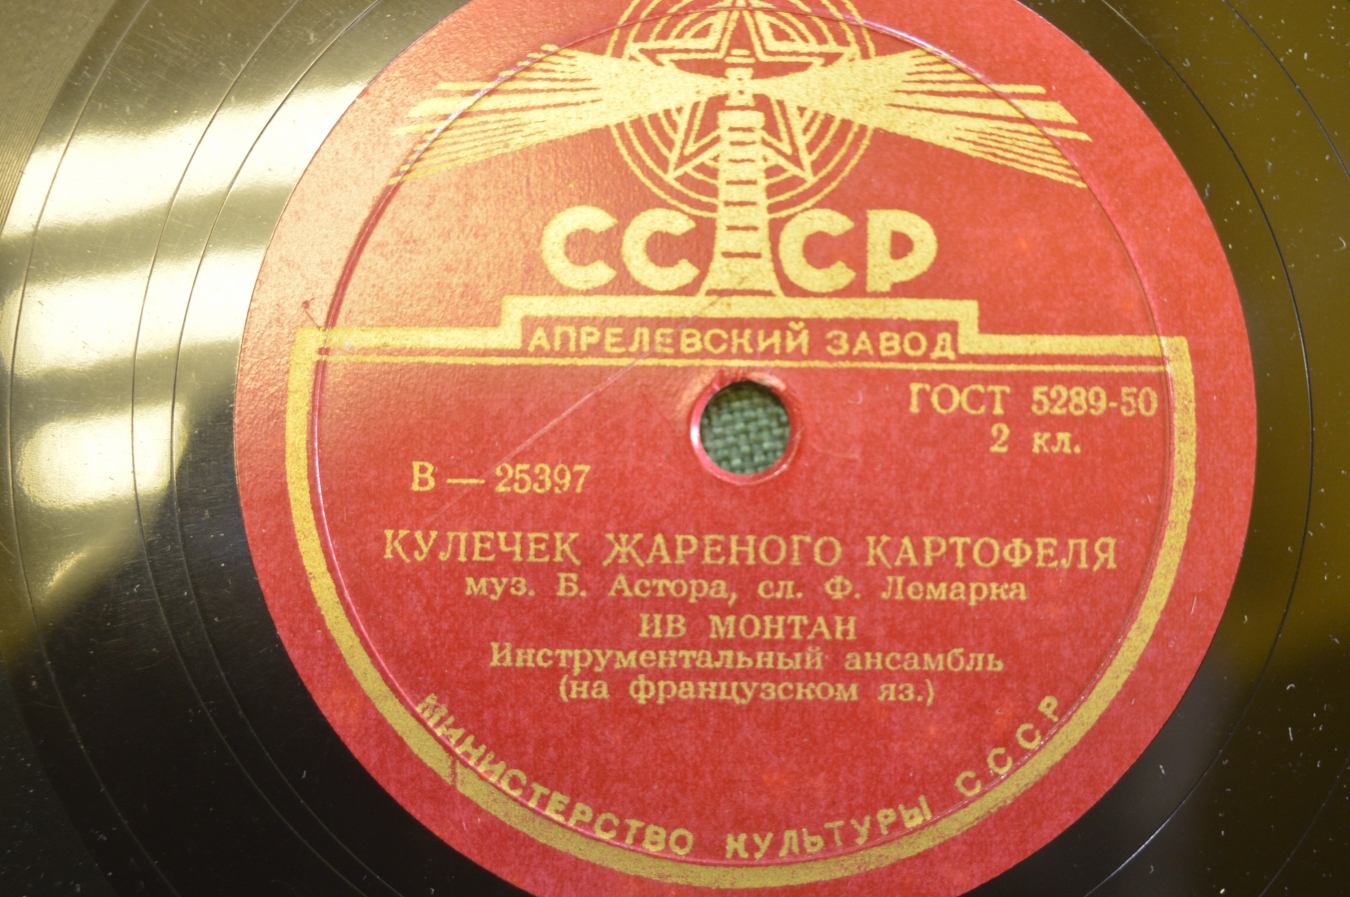 СССР
АПРЕЛЕВСКИЙ ЗАВОД
ГОСТ 5289-50
2 кл.
В — 25397
КУЛЕЧЕК ЖАРЕНОГО КАРТОФЕЛЯ
муз. Б. Астора, сл. Ф. Лемарка
ИВ МОНТАН
Инструментальный ансамбль
(на французском яз.)
МИНИСТЕРСТВО КУЛЬТУРЫ СССР